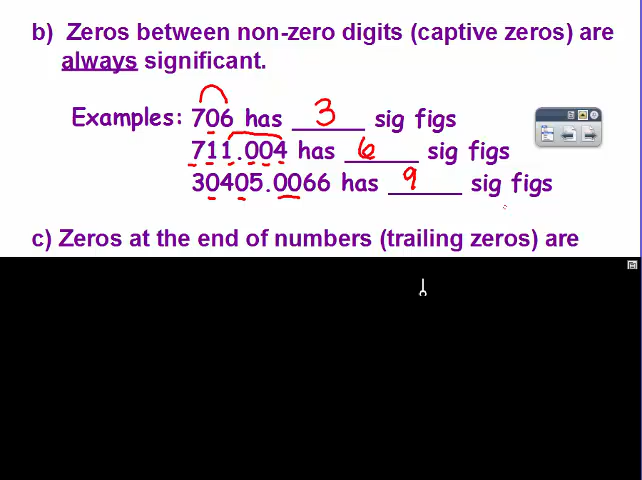 b) Zeros between non-zero digits (captive zeros) are
always significant.
Examples: 706 has 3 sig figs
711.004 has 6 sig figs
30405.0066 has 9 sig figs
c) Zeros at the end of numbers (trailing zeros) are